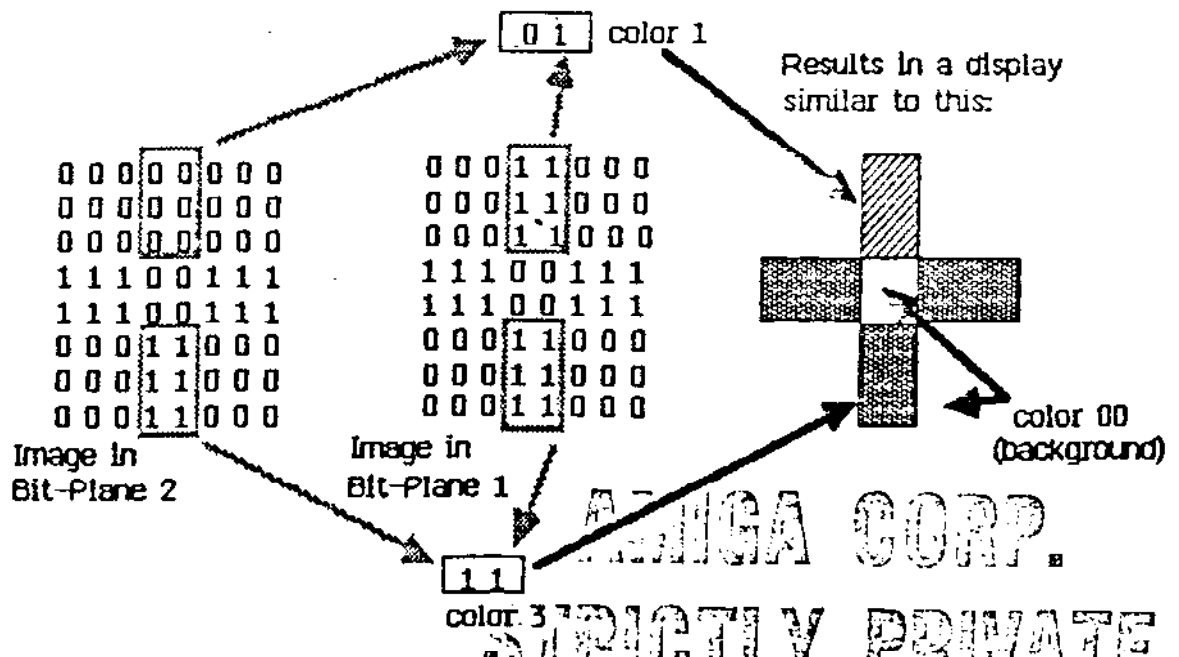 0 1 color 1
Results in a display
similar to this:
0 0 0 0 0 0 0 0
0 0 0 0 0 0 0 0
0 0 0 0 0 0 0 0
1 1 1 0 0 1 1 1
1 1 1 0 0 1 1 1
0 0 0 1 1 0 0 0
0 0 0 1 1 0 0 0
0 0 0 1 1 0 0 0
Image in
Bit-Plane 2
0 0 0 1 1 0 0 0
0 0 0 1 1 0 0 0
0 0 0 1 1 0 0 0
1 1 1 0 0 1 1 1
1 1 1 0 0 1 1 1
0 0 0 1 1 0 0 0
0 0 0 1 1 0 0 0
0 0 0 1 1 0 0 0
Image in
Bit-Plane 1
color 00
(background)
1 1
color 3
AMIGA CORP.
STRICTLY PRIVATE